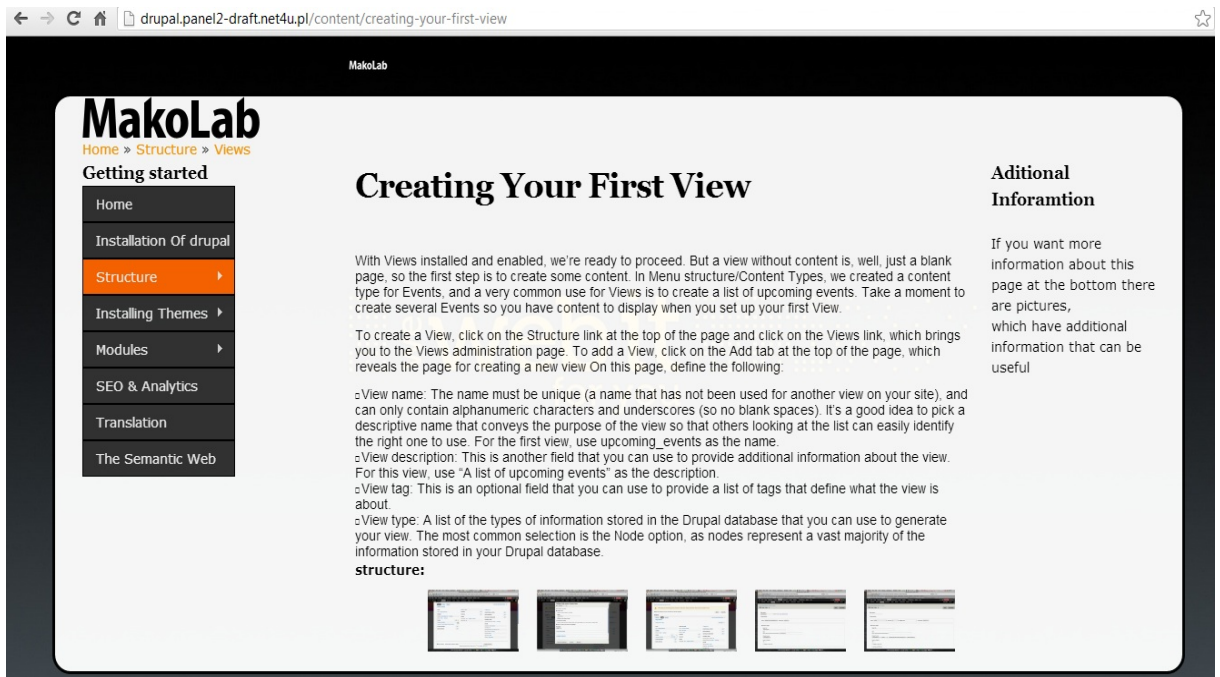 drupal.panel2-draft.net4u.pl/content/creating-your-first-view
MakoLab
MakoLab
Home » Structure » Views
Getting started
Home
Installation Of drupal
Structure
Installing Themes
Modules
SEO & Analytics
Translation
The Semantic Web
Creating Your First View
With Views installed and enabled, we’re ready to proceed. But a view without content is, well, just a blank
page, so the first step is to create some content. In Menu structure/Content Types, we created a content
type for Events, and a very common use for Views is to create a list of upcoming events. Take a moment to
create several Events so you have content to display when you set up your first View.
To create a View, click on the Structure link at the top of the page and click on the Views link, which brings
you to the Views administration page. To add a View, click on the Add tab at the top of the page, which
reveals the page for creating a new view On this page, define the following:
View name: The name must be unique (a name that has not been used for another view on your site), and
can only contain alphanumeric characters and underscores (so no blank spaces). It’s a good idea to pick a
descriptive name that conveys the purpose of the view so that others looking at the list can easily identify
the right one to use. For the first view, use upcoming_events as the name.
View description: This is another field that you can use to provide additional information about the view.
For this view, use “A list of upcoming events” as the description.
View tag: This is an optional field that you can use to provide a list of tags that define what the view is
about.
View type: A list of the types of information stored in the Drupal database that you can use to generate
your view. The most common selection is the Node option, as nodes represent a vast majority of the
information stored in your Drupal database.
structure:
Aditional
Inforamtion
If you want more
information about this
page at the bottom there
are pictures,
which have additional
information that can be
useful